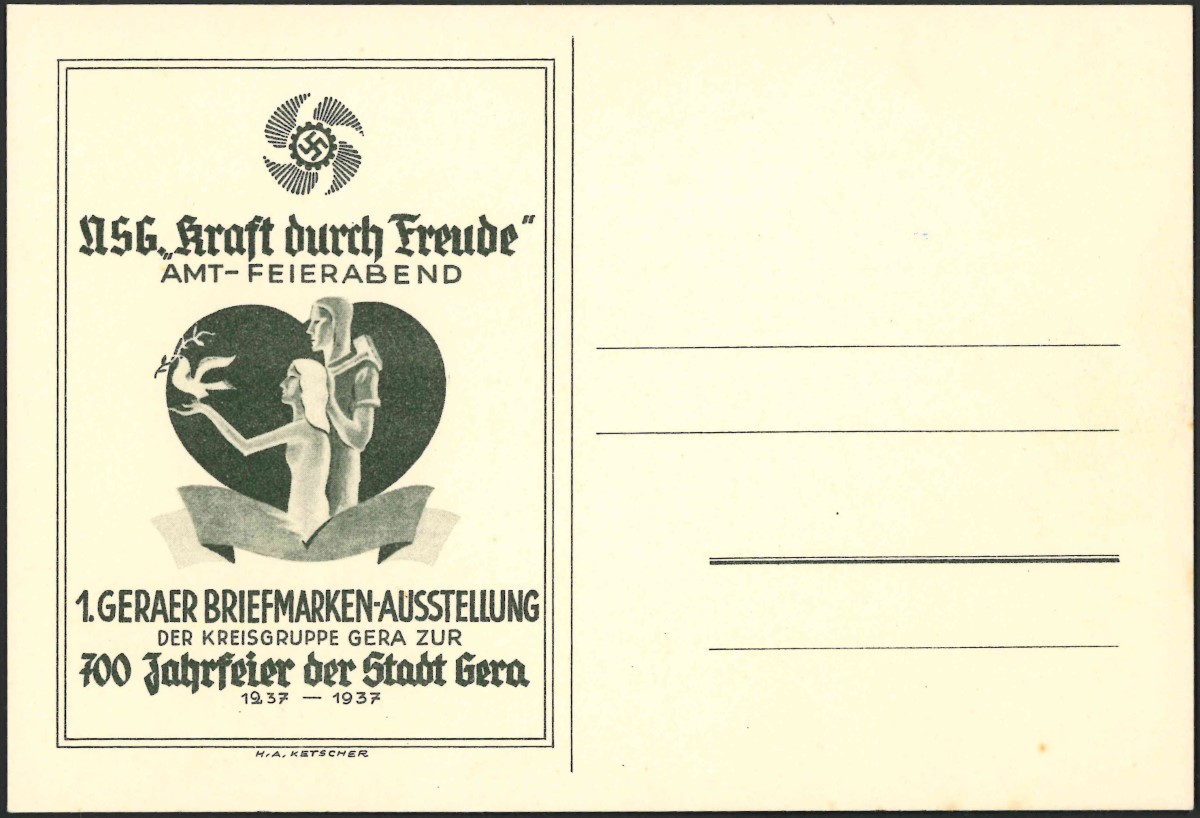 NSG. „Kraft durch Freude“
AMT-FEIERABEND
1. GERAER BRIEFMARKEN-AUSSTELLUNG
DER KREISGRUPPE GERA ZUR
700 Jahrfeier der Stadt Gera
1237 — 1937
H.A. KETSCHER